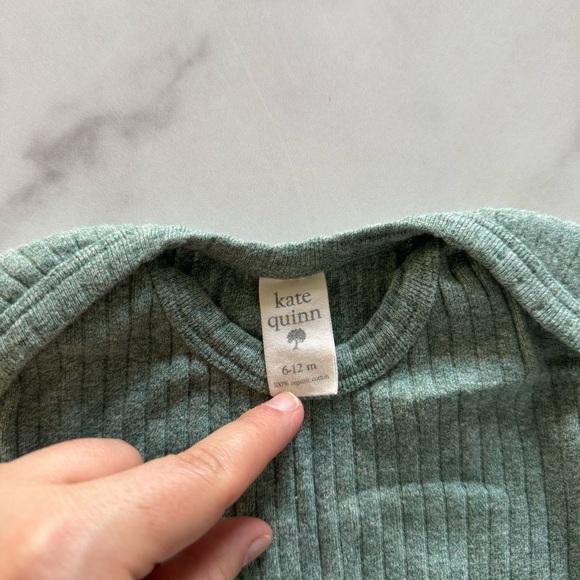 kate
quinn
6-12 m
100% organic cotton